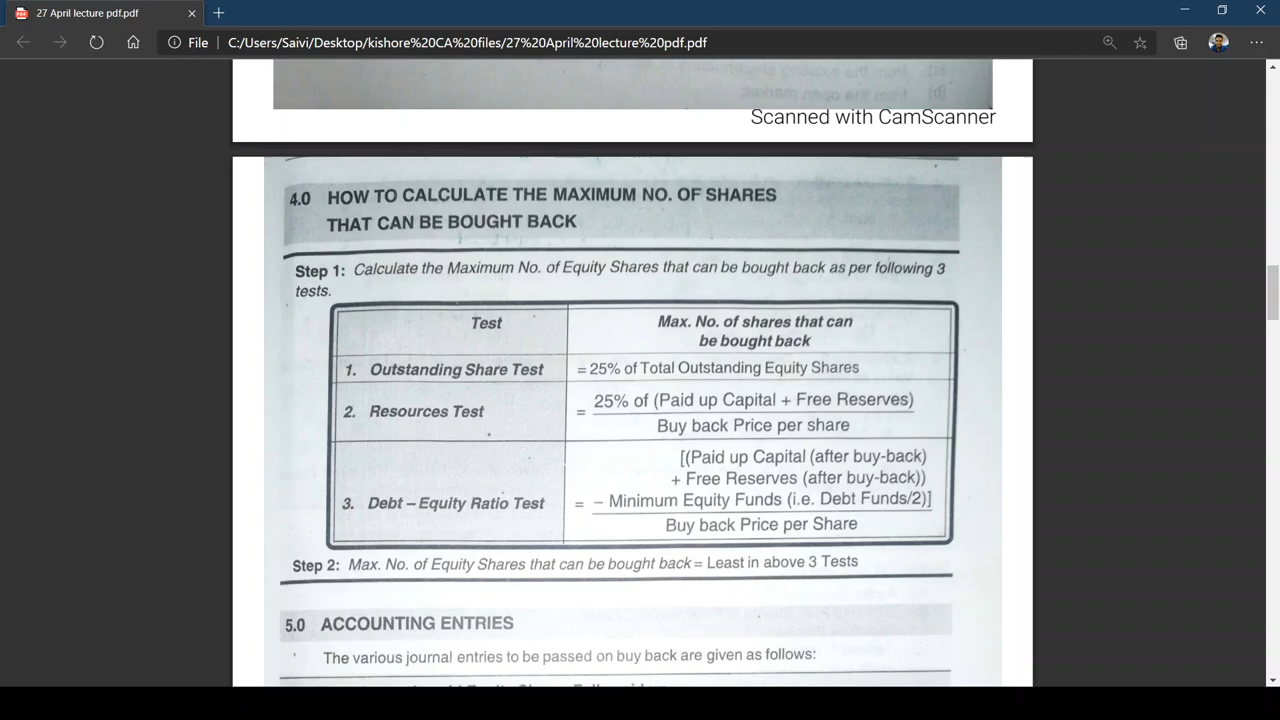 27 April lecture pdf.pdf
File
C:/Users/Saivi/Desktop/kishore%20CA%20files/27%20April%20lecture%20pdf.pdf
(b) from the open market
Scanned with CamScanner
4.0 HOW TO CALCULATE THE MAXIMUM NO. OF SHARES
THAT CAN BE BOUGHT BACK
Step 1: Calculate the Maximum No. of Equity Shares that can be bought back as per following 3
tests.
Test
Max. No. of shares that can
be bought back
1. Outstanding Share Test
= 25% of Total Outstanding Equity Shares
2. Resources Test
= 25% of (Paid up Capital + Free Reserves)
Buy back Price per share
3. Debt – Equity Ratio Test
[(Paid up Capital (after buy-back)
+ Free Reserves (after buy-back))
= – Minimum Equity Funds (i.e. Debt Funds/2)]
Buy back Price per Share
Step 2: Max. No. of Equity Shares that can be bought back = Least in above 3 Tests
5.0 ACCOUNTING ENTRIES
The various journal entries to be passed on buy back are given as follows: